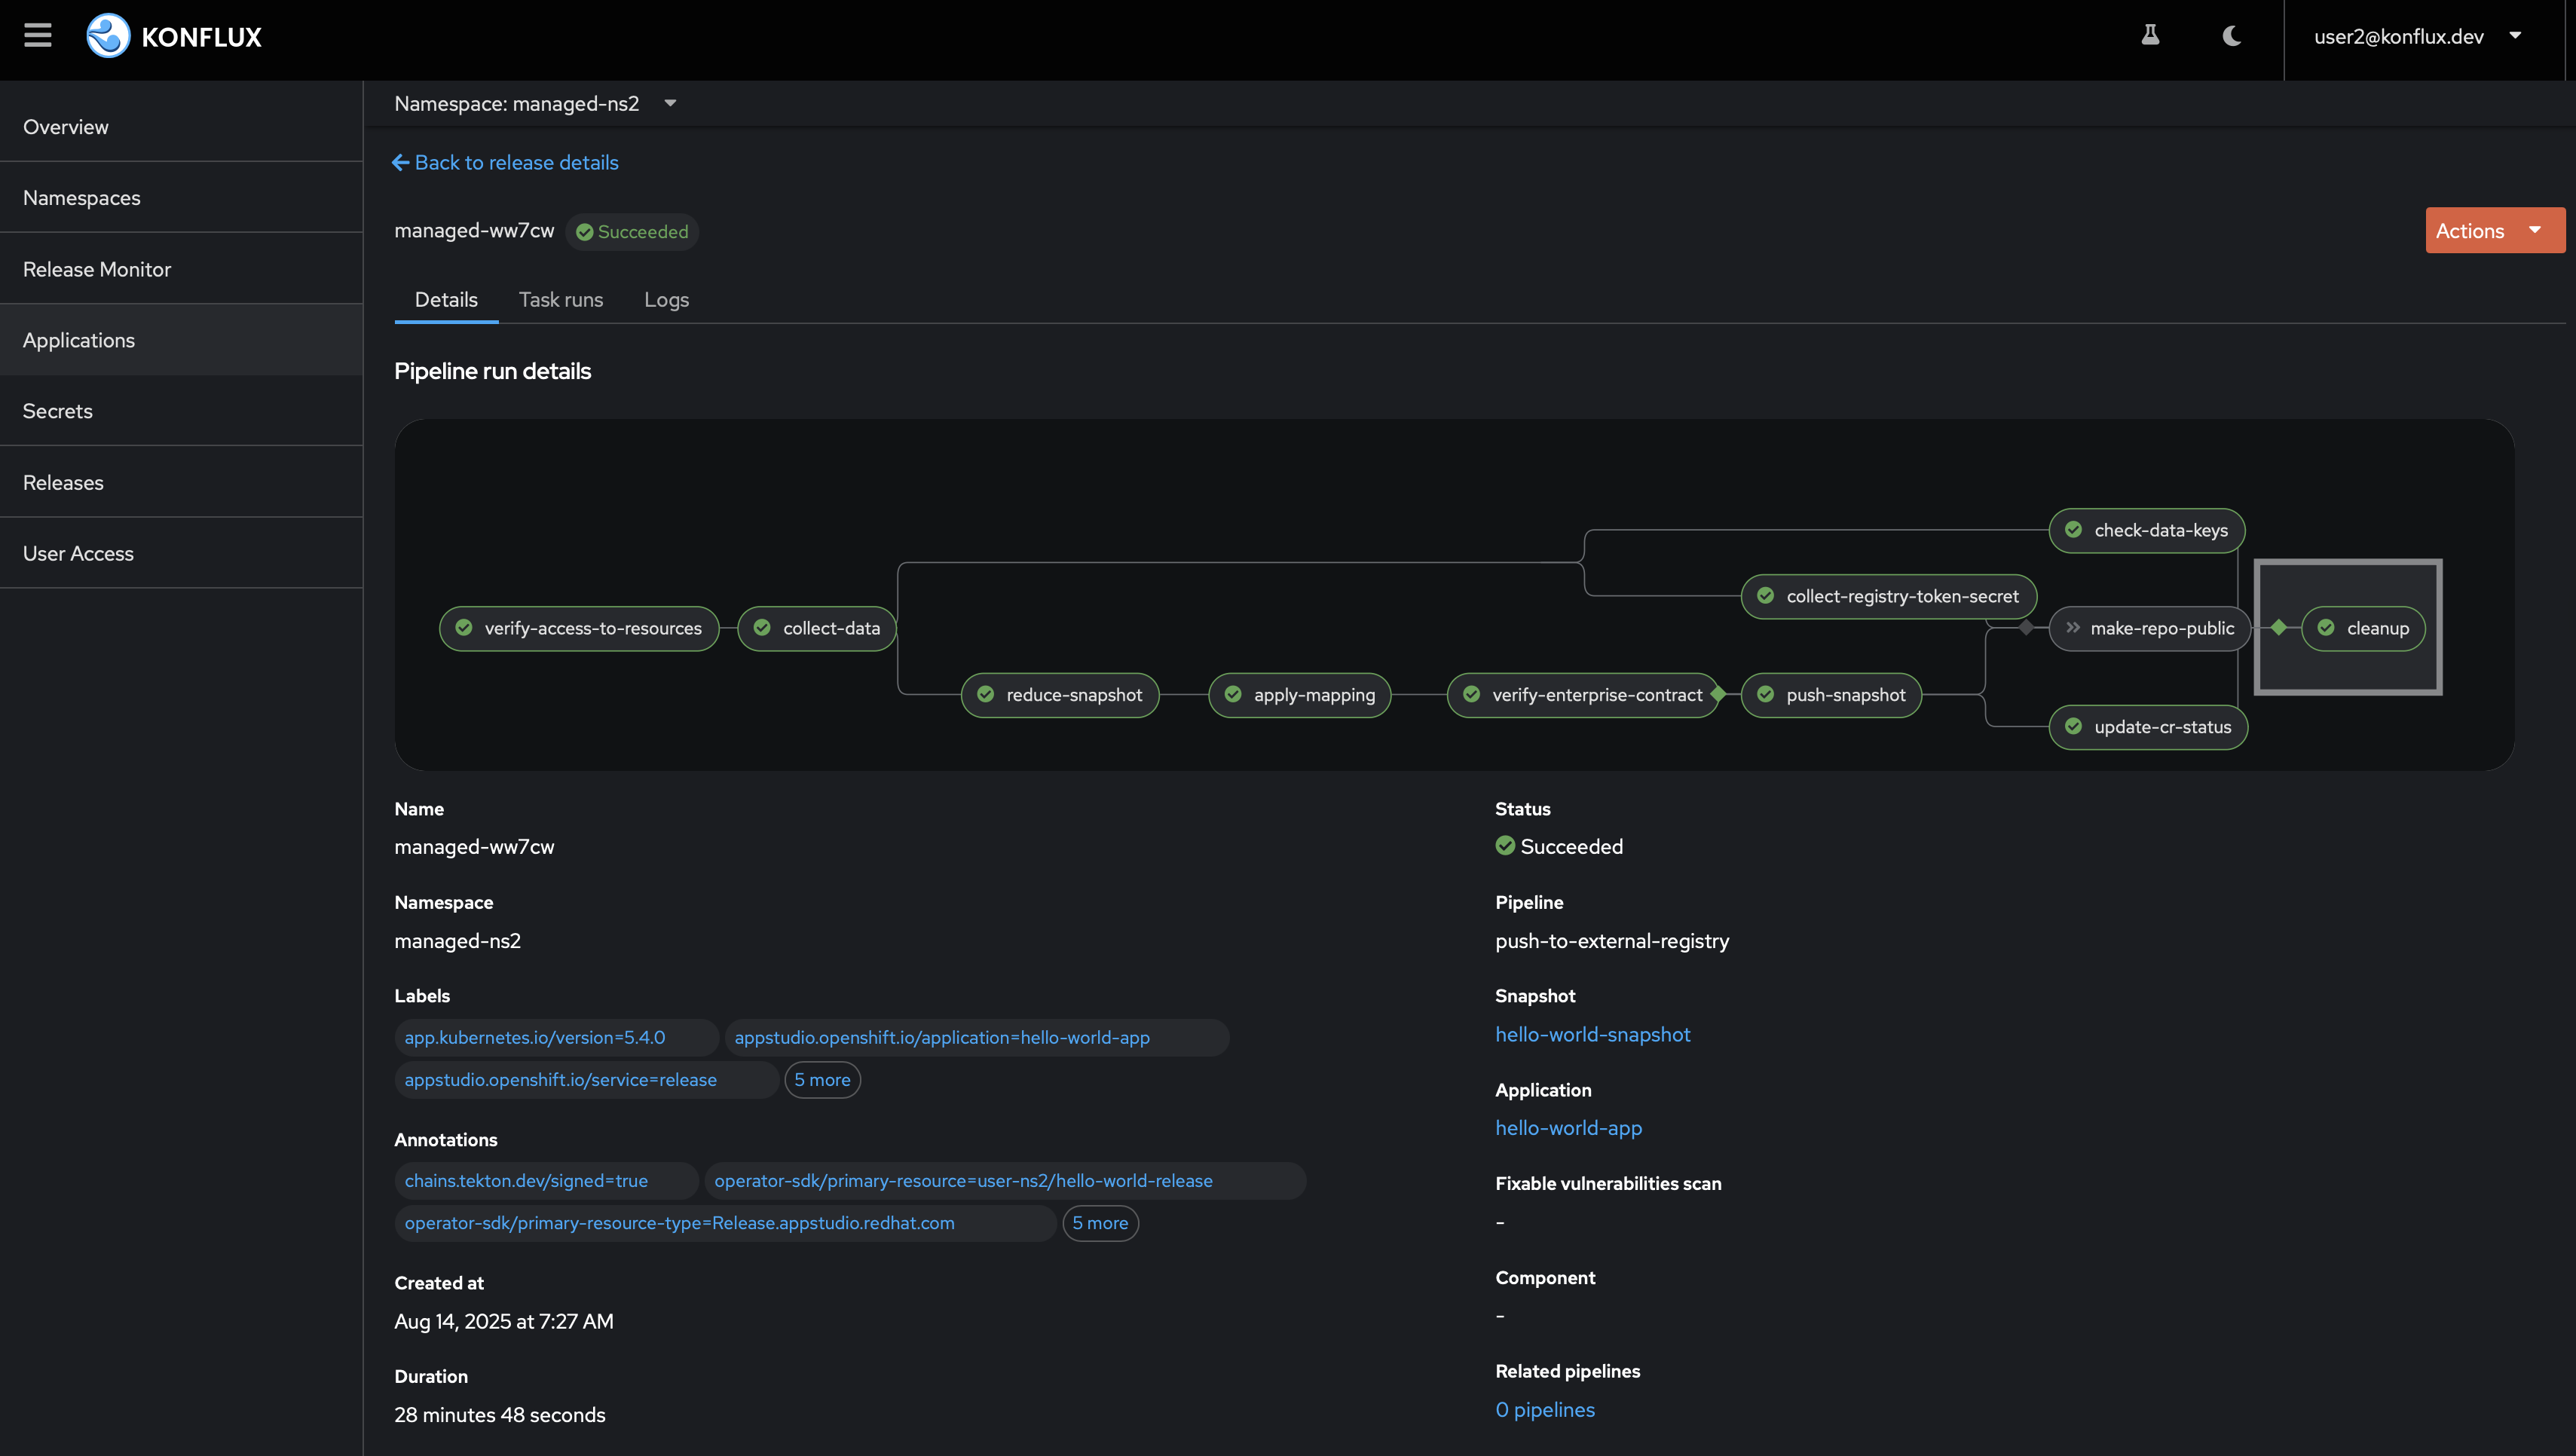 KONFLUX
user2@konflux.dev
Overview
Namespaces
Release Monitor
Applications
Secrets
Releases
User Access
Namespace: managed-ns2
Back to release details
managed-ww7cw Succeeded
Actions
Details Task runs Logs
Pipeline run details
check-data-keys
collect-registry-token-secret
verify-access-to-resources collect-data make-repo-public cleanup
reduce-snapshot apply-mapping verify-enterprise-contract push-snapshot
update-cr-status
Name
managed-ww7cw
Namespace
managed-ns2
Labels
app.kubernetes.io/version=5.4.0 appstudio.openshift.io/application=hello-world-app
appstudio.openshift.io/service=release 5 more
Annotations
chains.tekton.dev/signed=true operator-sdk/primary-resource=user-ns2/hello-world-release
operator-sdk/primary-resource-type=Release.appstudio.redhat.com 5 more
Created at
Aug 14, 2025 at 7:27 AM
Duration
28 minutes 48 seconds
Status
Succeeded
Pipeline
push-to-external-registry
Snapshot
hello-world-snapshot
Application
hello-world-app
Fixable vulnerabilities scan
-
Component
-
Related pipelines
0 pipelines